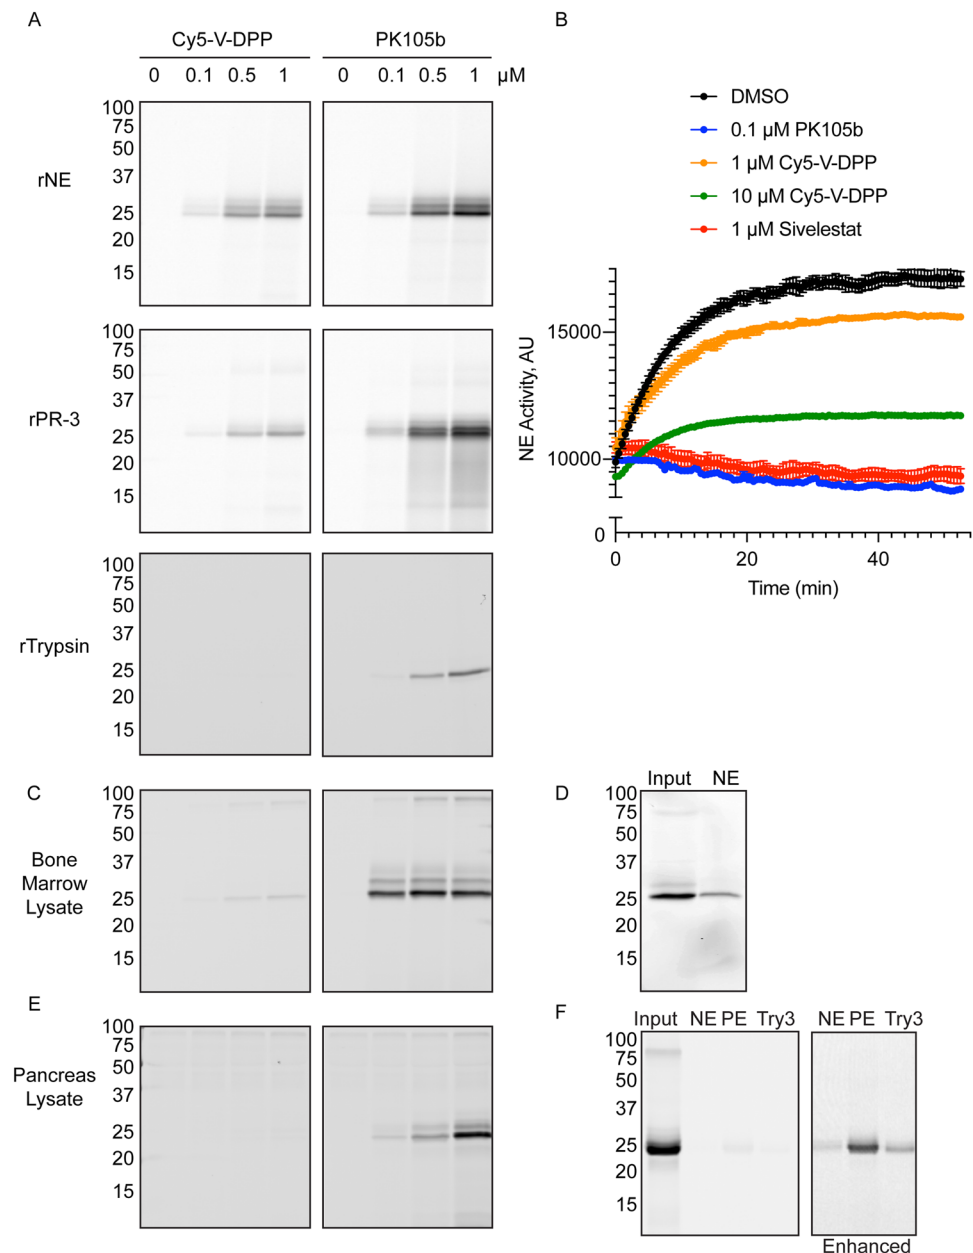 A
Cy5-V-DPP PK105b
0 0.1 0.5 1 0 0.1 0.5 1 μM
rNE
100
75
50
37
25
20
15
rPR-3
100
75
50
37
25
20
15
rTrypsin
100
75
50
37
25
20
15
B
DMSO
0.1 μM PK105b
1 μM Cy5-V-DPP
10 μM Cy5-V-DPP
1 μM Sivelestat
NE Activity, AU
15000
10000
0
0 20 40
Time (min)
C
Bone
Marrow
Lysate
100
75
50
37
25
20
15
D
Input NE
100
75
50
37
25
20
15
E
Pancreas
Lysate
100
75
50
37
25
20
15
F
Input NE PE Try3 NE PE Try3
100
75
50
37
25
20
15
Enhanced